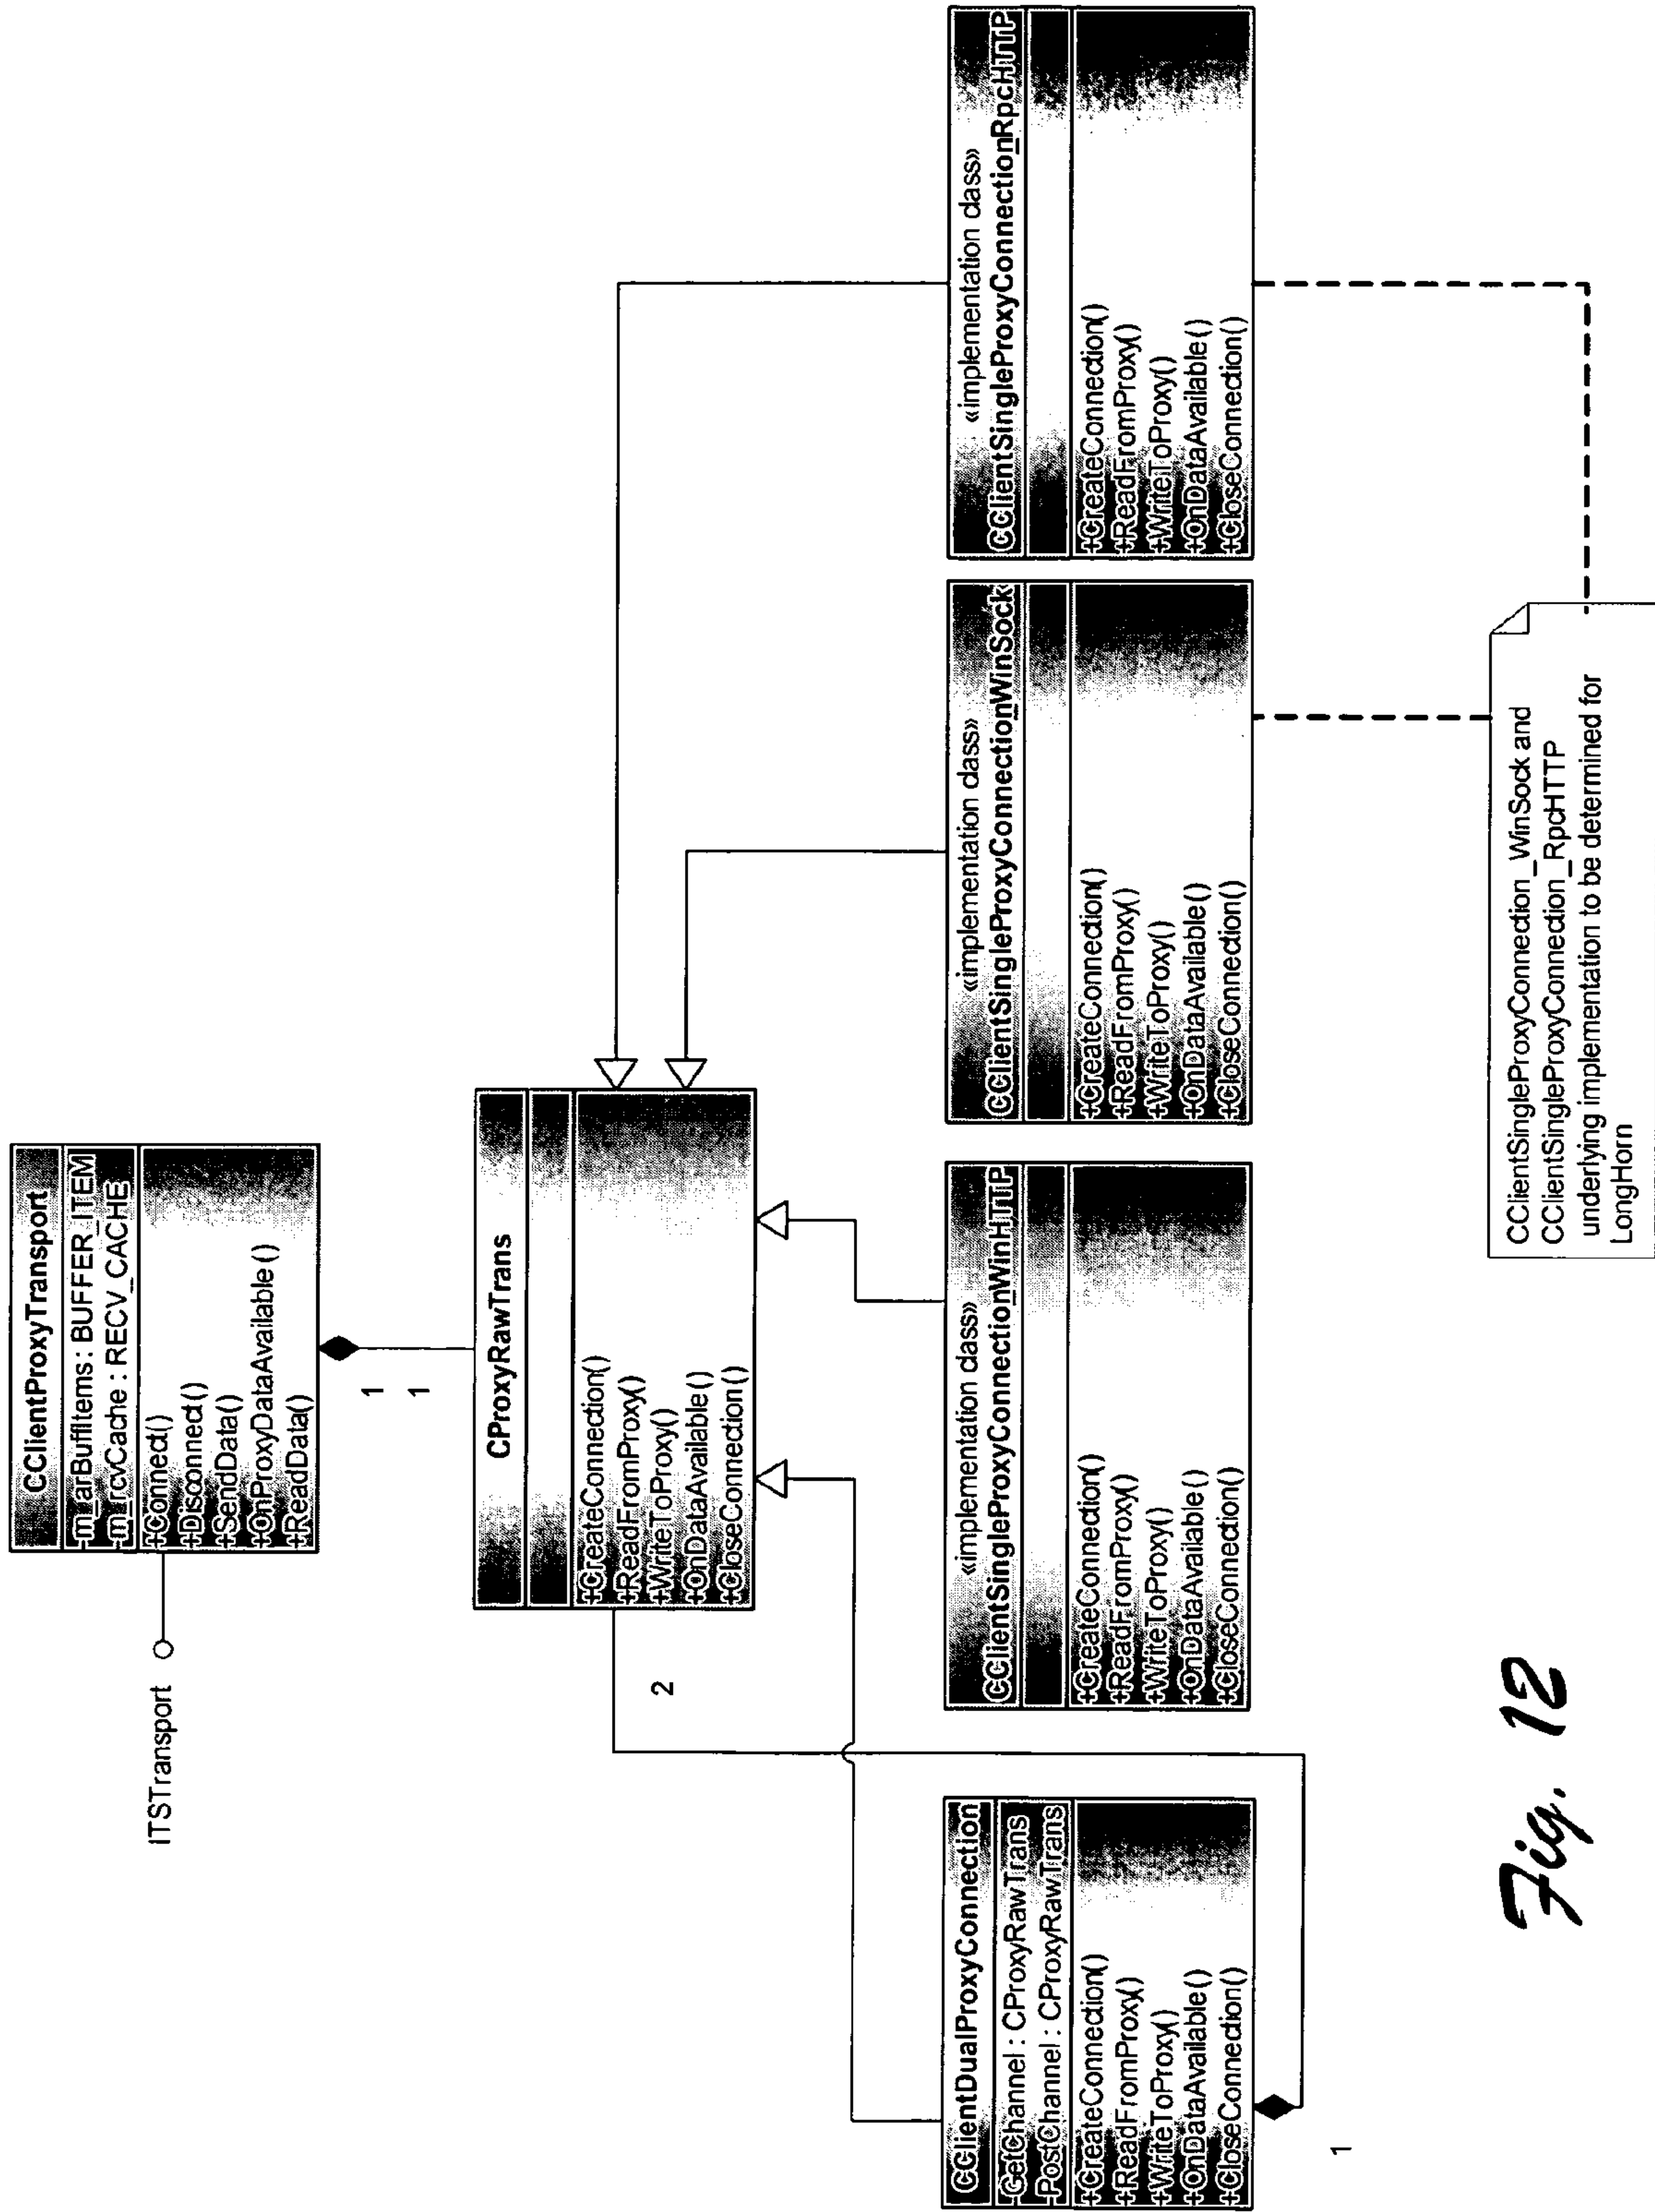 ITSTransport
CClientProxyTransport
-m_arBuffItems : BUFFER_ITEM
-m_rcvCache : RECV_CACHE
+Connect()
+Disconnect()
+SendData()
+OnProxyDataAvailable()
+ReadData()
1
1
CProxyRawTrans
+CreateConnection()
+ReadFromProxy()
+WriteToProxy()
+OnDataAvailable()
+CloseConnection()
2
CClientDualProxyConnection
-GetChannel : CProxyRawTrans
-PostChannel : CProxyRawTrans
+CreateConnection()
+ReadFromProxy()
+WriteToProxy()
+OnDataAvailable()
+CloseConnection()
1
«implementation class»
CClientSingleProxyConnection_WinHTTP
+CreateConnection()
+ReadFromProxy()
+WriteToProxy()
+OnDataAvailable()
+CloseConnection()
«implementation class»
CClientSingleProxyConnection_WinSock
+CreateConnection()
+ReadFromProxy()
+WriteToProxy()
+OnDataAvailable()
+CloseConnection()
«implementation class»
CClientSingleProxyConnection_RpcHTTP
+CreateConnection()
+ReadFromProxy()
+WriteToProxy()
+OnDataAvailable()
+CloseConnection()
CClientSingleProxyConnection_WinSock and
CClientSingleProxyConnection_RpcHTTP
underlying implementation to be determined for
LongHorn
Fig. 12